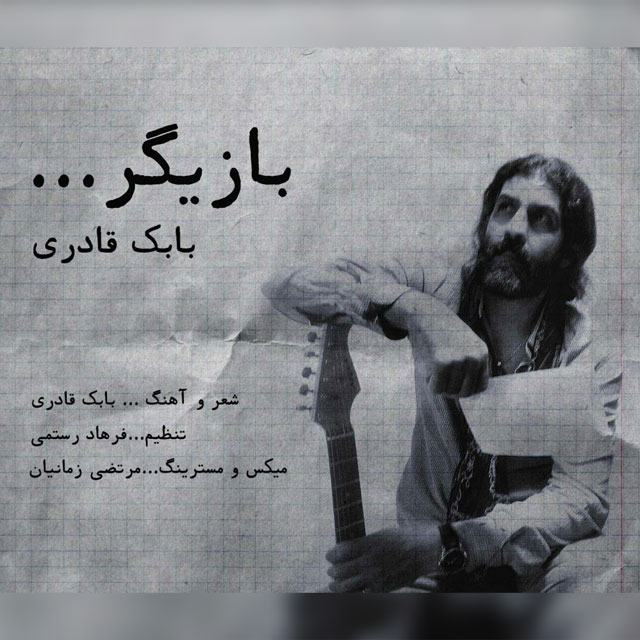 بازیگر...
بابک قادری
شعر و آهنگ ... بابک قادری
تنظیم...فرهاد رستمی
میکس و مسترینگ...مرتضی زمانیان